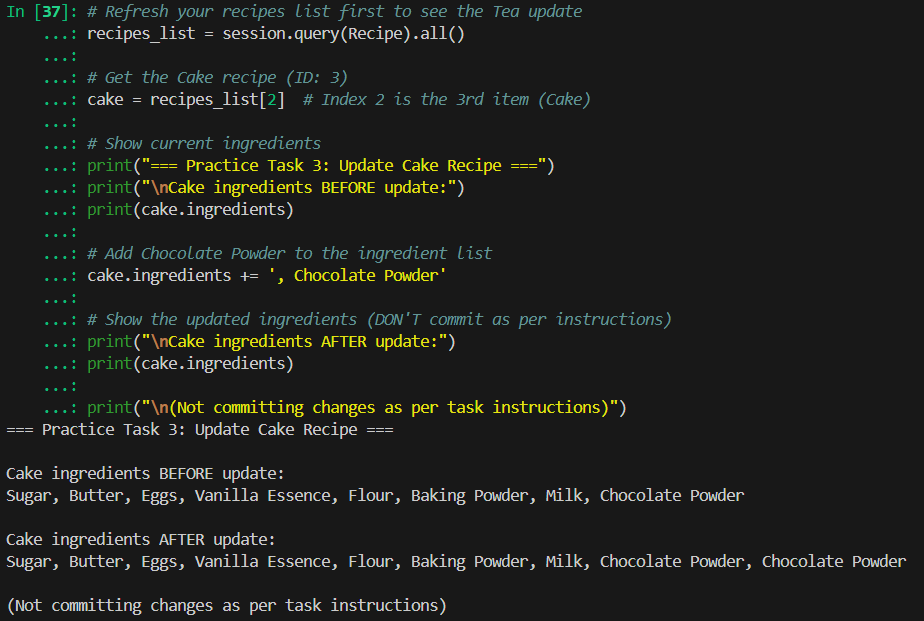 In [37]: # Refresh your recipes list first to see the Tea update
    ...: recipes_list = session.query(Recipe).all()
    ...:
    ...: # Get the Cake recipe (ID: 3)
    ...: cake = recipes_list[2]  # Index 2 is the 3rd item (Cake)
    ...:
    ...: # Show current ingredients
    ...: print("=== Practice Task 3: Update Cake Recipe ===")
    ...: print("\nCake ingredients BEFORE update:")
    ...: print(cake.ingredients)
    ...:
    ...: # Add Chocolate Powder to the ingredient list
    ...: cake.ingredients += ', Chocolate Powder'
    ...:
    ...: # Show the updated ingredients (DON'T commit as per instructions)
    ...: print("\nCake ingredients AFTER update:")
    ...: print(cake.ingredients)
    ...:
    ...: print("\n(Not committing changes as per task instructions)")
=== Practice Task 3: Update Cake Recipe ===

Cake ingredients BEFORE update:
Sugar, Butter, Eggs, Vanilla Essence, Flour, Baking Powder, Milk, Chocolate Powder

Cake ingredients AFTER update:
Sugar, Butter, Eggs, Vanilla Essence, Flour, Baking Powder, Milk, Chocolate Powder, Chocolate Powder

(Not committing changes as per task instructions)